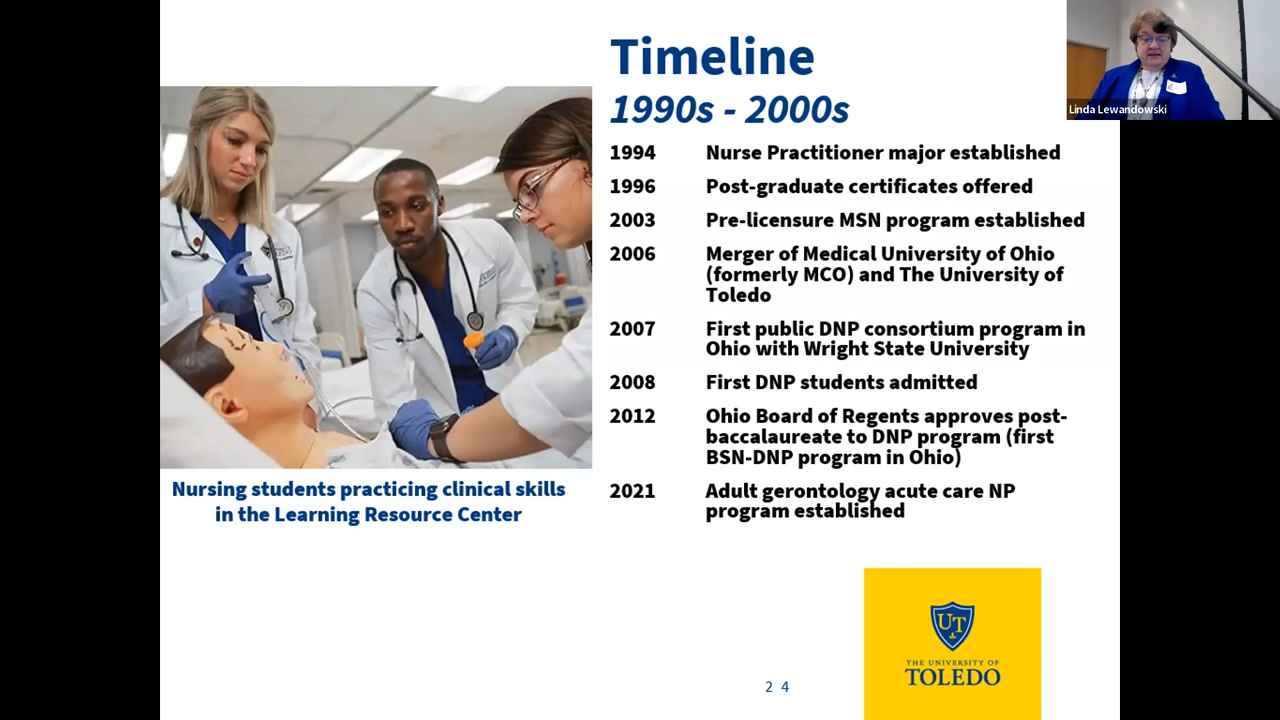 Timeline
1990s - 2000s
1994 Nurse Practitioner major established
1996 Post-graduate certificates offered
2003 Pre-licensure MSN program established
2006 Merger of Medical University of Ohio
(formerly MCO) and The University of
Toledo
2007 First public DNP consortium program in
Ohio with Wright State University
2008 First DNP students admitted
2012 Ohio Board of Regents approves post-
baccalaureate to DNP program (first
BSN-DNP program in Ohio)
2021 Adult gerontology acute care NP
program established
Nursing students practicing clinical skills
in the Learning Resource Center
UT
THE UNIVERSITY OF
TOLEDO
2 4
Linda Lewandowski